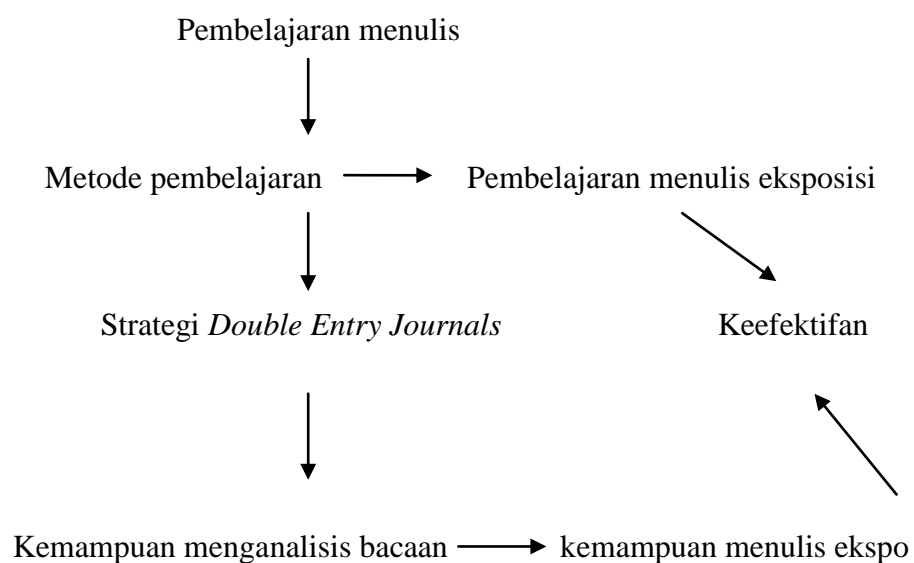 Pembelajaran menulis
Metode pembelajaran Pembelajaran menulis eksposisi
Strategi Double Entry Journals Keefektifan
Kemampuan menganalisis bacaan kemampuan menulis ekspo